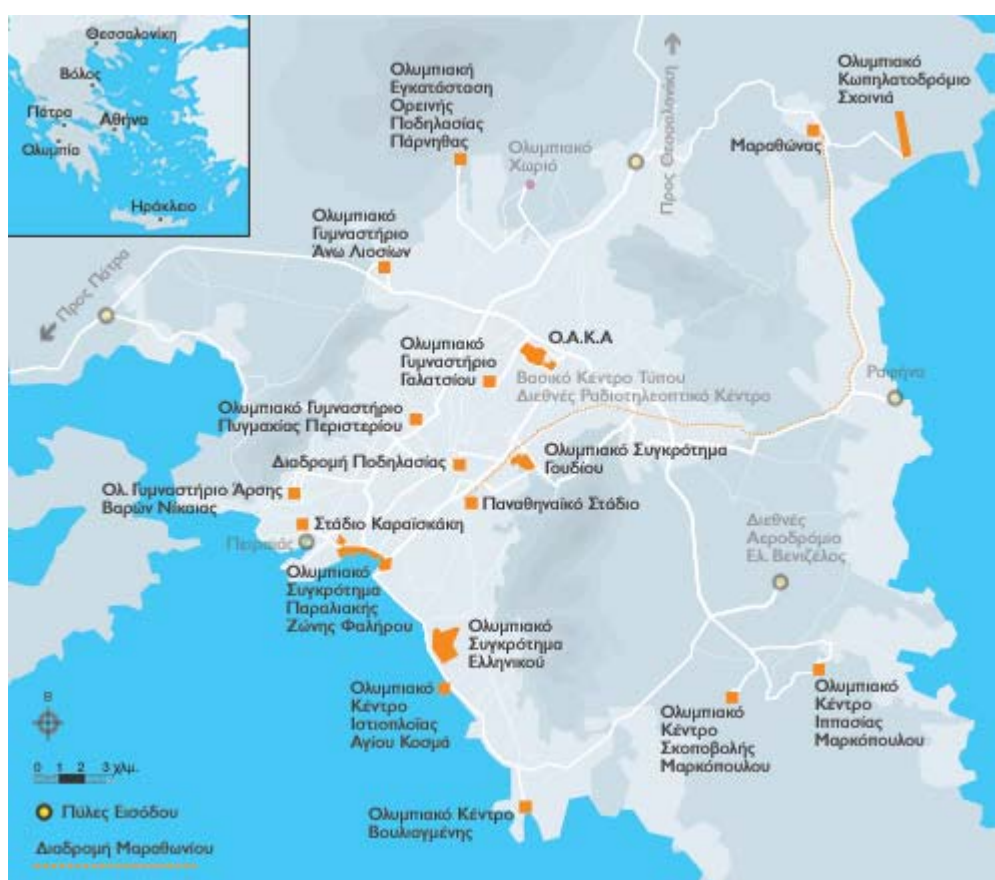 Θεσσαλονίκη
Βόλος
Πάτρα
Αθήνα
Ολυμπία
Ηράκλειο
Προς Θεσσαλονίκη
Ολυμπιακή
Εγκατάσταση
Ορεινής
Ποδηλασίας
Πάρνηθας
Ολυμπιακό
Χωριό
Ολυμπιακό
Κωπηλατοδρόμιο
Σχοινιά
Μαραθώνας
Ολυμπιακό
Γυμναστήριο
Άνω Λιοσίων
Προς Πάτρα
Ο.Α.Κ.Α
Ολυμπιακό
Γυμναστήριο
Γαλατσίου
Βασικό Κέντρο Τύπου
Διεθνές Ραδιοτηλεοπτικό Κέντρο
Ραφήνα
Ολυμπιακό Γυμναστήριο
Πυγμαχίας Περιστερίου
Διαδρομή Ποδηλασίας
Ολυμπιακό Συγκρότημα
Γουδίου
Ολ. Γυμναστήριο Άρσης
Βαρών Νίκαιας
Παναθηναϊκό Στάδιο
Στάδιο Καραϊσκάκη
Πειραιάς
Διεθνές
Αεροδρόμιο
Ελ. Βενιζέλος
Ολυμπιακό
Συγκρότημα
Παραλιακής
Ζώνης Φαλήρου
Ολυμπιακό
Συγκρότημα
Ελληνικού
Ολυμπιακό
Κέντρο
Ιστιοπλοΐας
Αγίου Κοσμά
Ολυμπιακό
Κέντρο
Σκοποβολής
Μαρκόπουλου
Ολυμπιακό
Κέντρο
Ιππασίας
Μαρκόπουλου
Β
0 1 2 3 χλμ.
Πύλες Εισόδου
Ολυμπιακό Κέντρο
Βουλιαγμένης
Διαδρομή Μαραθωνίου